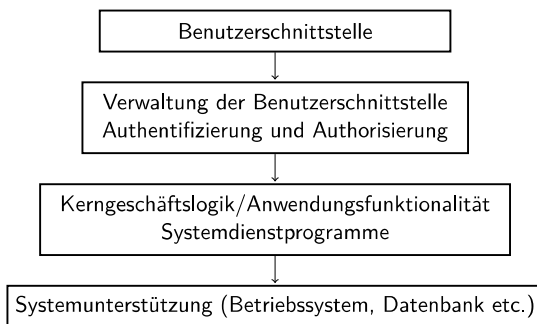 Benutzerschnittstelle
Verwaltung der Benutzerschnittstelle
Authentifizierung und Authorisierung
Kerngeschäftslogik/Anwendungsfunktionalität
Systemdienstprogramme
Systemunterstützung (Betriebssystem, Datenbank etc.)